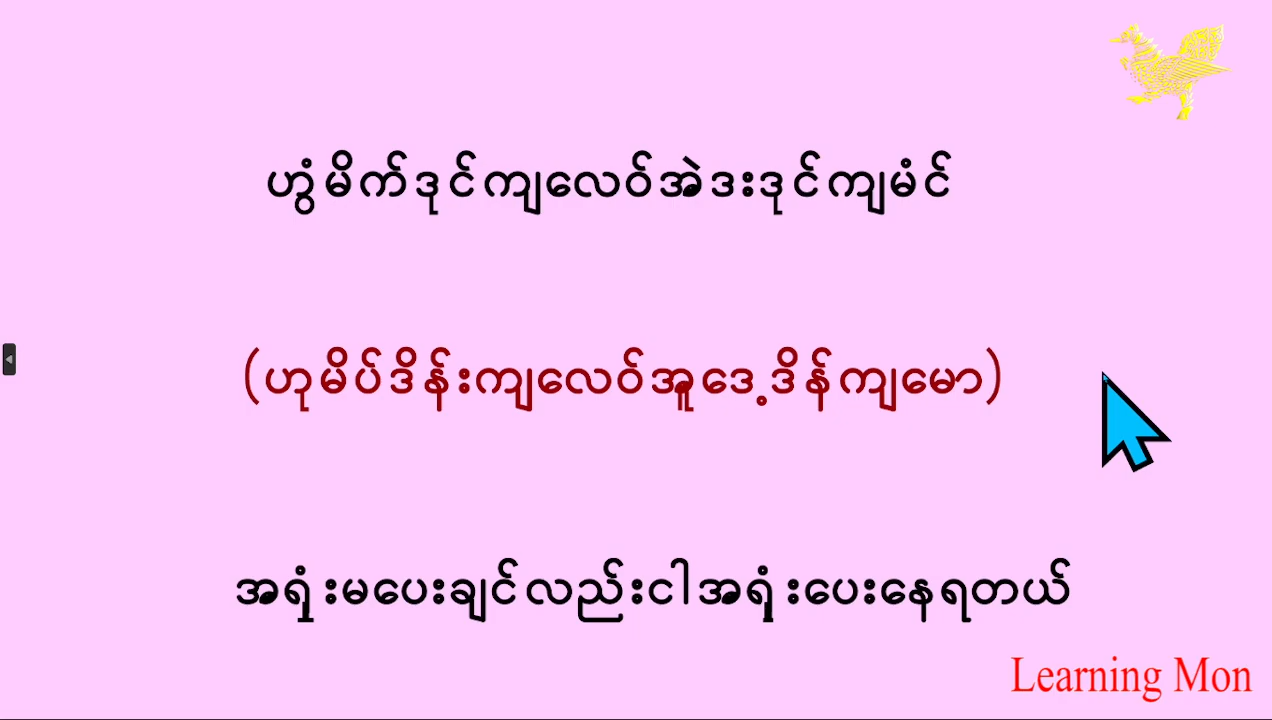 ဟွံမိက်ဒုင်ကျလေဝ်အဲဒးဒုင်ကျမံင်
(ဟုမိပ်ဒိန်းကျလေဝ်အူဒေ့ဒိန်ကျမော)
အရှုံးမပေးချင်လည်းငါအရှုံးပေးနေရတယ်
Learning Mon